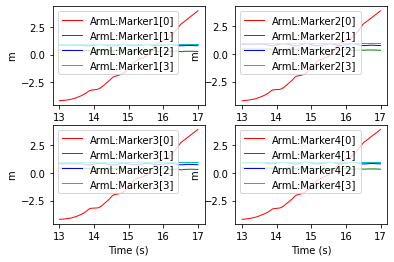 ArmL:Marker1[0]
ArmL:Marker1[1]
ArmL:Marker1[2]
ArmL:Marker1[3]
2.5
0.0
−2.5
m
13 14 15 16 17
ArmL:Marker2[0]
ArmL:Marker2[1]
ArmL:Marker2[2]
ArmL:Marker2[3]
2.5
0.0
−2.5
m
13 14 15 16 17
ArmL:Marker3[0]
ArmL:Marker3[1]
ArmL:Marker3[2]
ArmL:Marker3[3]
2.5
0.0
−2.5
m
13 14 15 16 17
Time (s)
ArmL:Marker4[0]
ArmL:Marker4[1]
ArmL:Marker4[2]
ArmL:Marker4[3]
2.5
0.0
−2.5
m
13 14 15 16 17
Time (s)